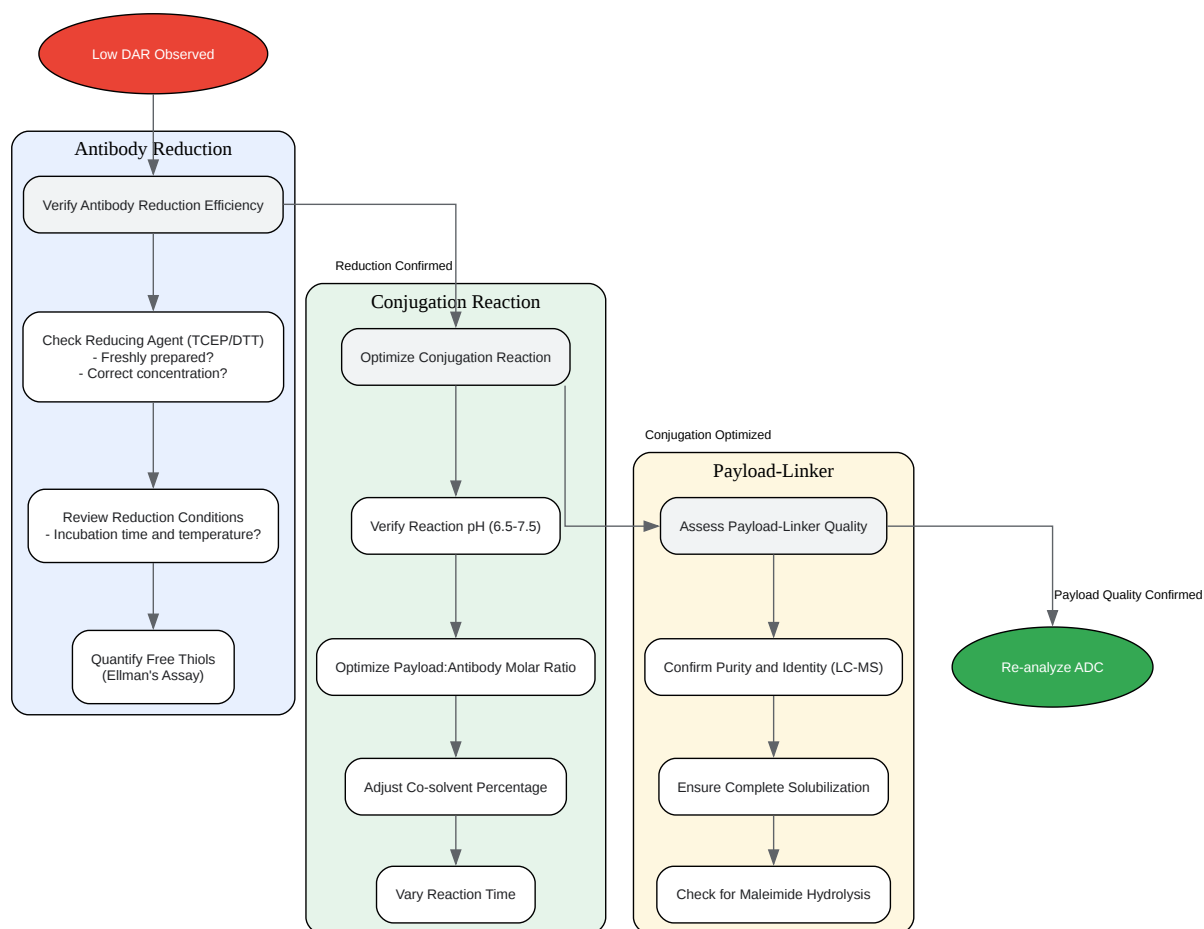 Low DAR Observed
Antibody Reduction
Verify Antibody Reduction Efficiency
Check Reducing Agent (TCEP/DTT)
- Freshly prepared?
- Correct concentration?
Review Reduction Conditions
- Incubation time and temperature?
Quantify Free Thiols
(Ellman's Assay)
Reduction Confirmed
Conjugation Reaction
Optimize Conjugation Reaction
Verify Reaction pH (6.5-7.5)
Optimize Payload:Antibody Molar Ratio
Adjust Co-solvent Percentage
Vary Reaction Time
Conjugation Optimized
Payload-Linker
Assess Payload-Linker Quality
Confirm Purity and Identity (LC-MS)
Ensure Complete Solubilization
Check for Maleimide Hydrolysis
Payload Quality Confirmed
Re-analyze ADC